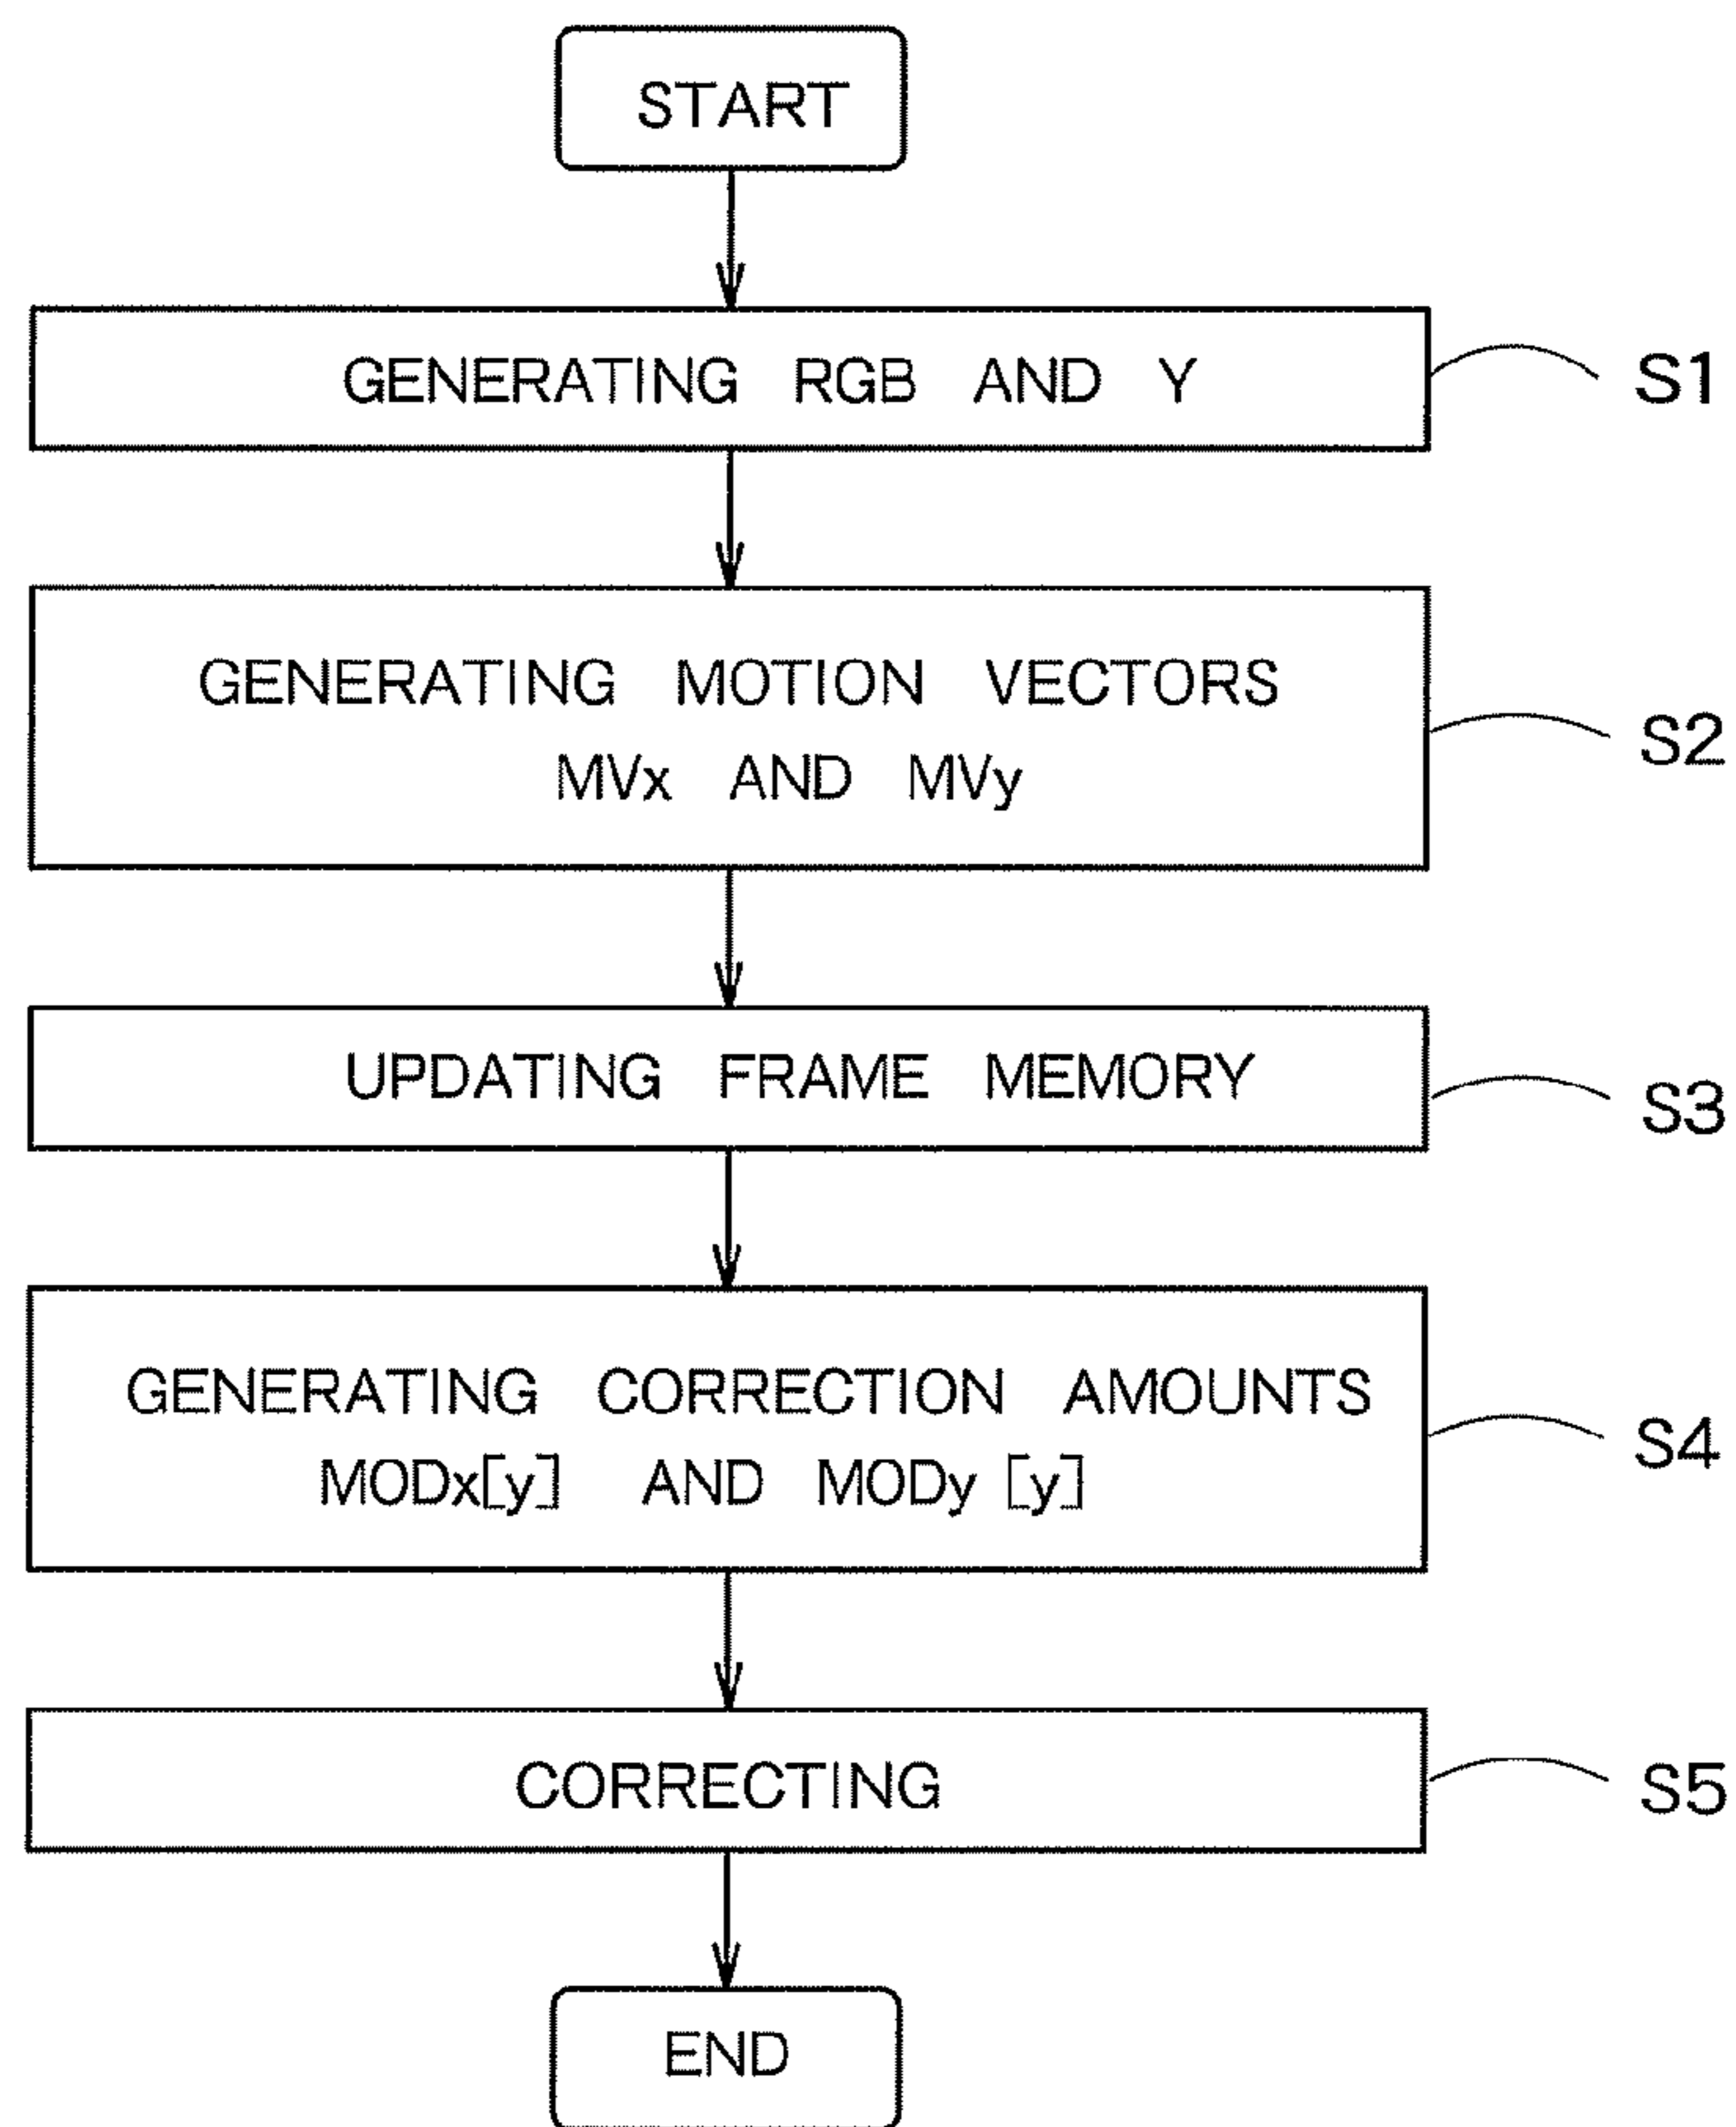 START
GENERATING RGB AND Y
S1
GENERATING MOTION VECTORS
MVx AND MVy
S2
UPDATING FRAME MEMORY
S3
GENERATING CORRECTION AMOUNTS
MODx[y] AND MODy [y]
S4
CORRECTING
S5
END